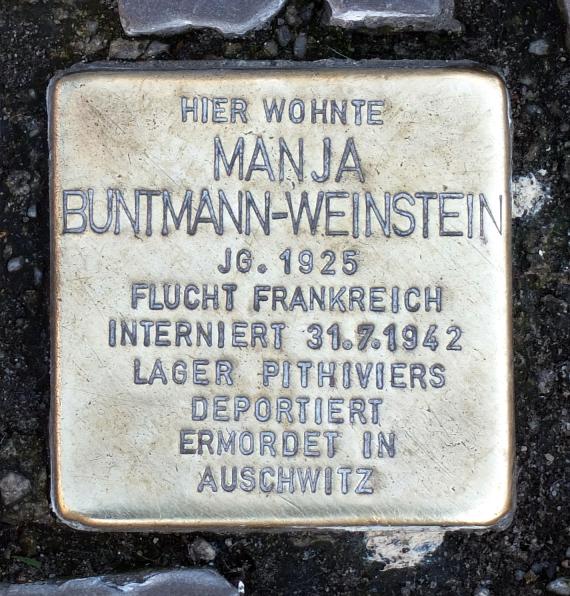 HIER WOHNTE
MANJA
BUNTMANN-WEINSTEIN
JG. 1925
FLUCHT FRANKREICH
INTERNIERT 31.7.1942
LAGER PITHIVIERS
DEPORTIERT
ERMORDET IN
AUSCHWITZ